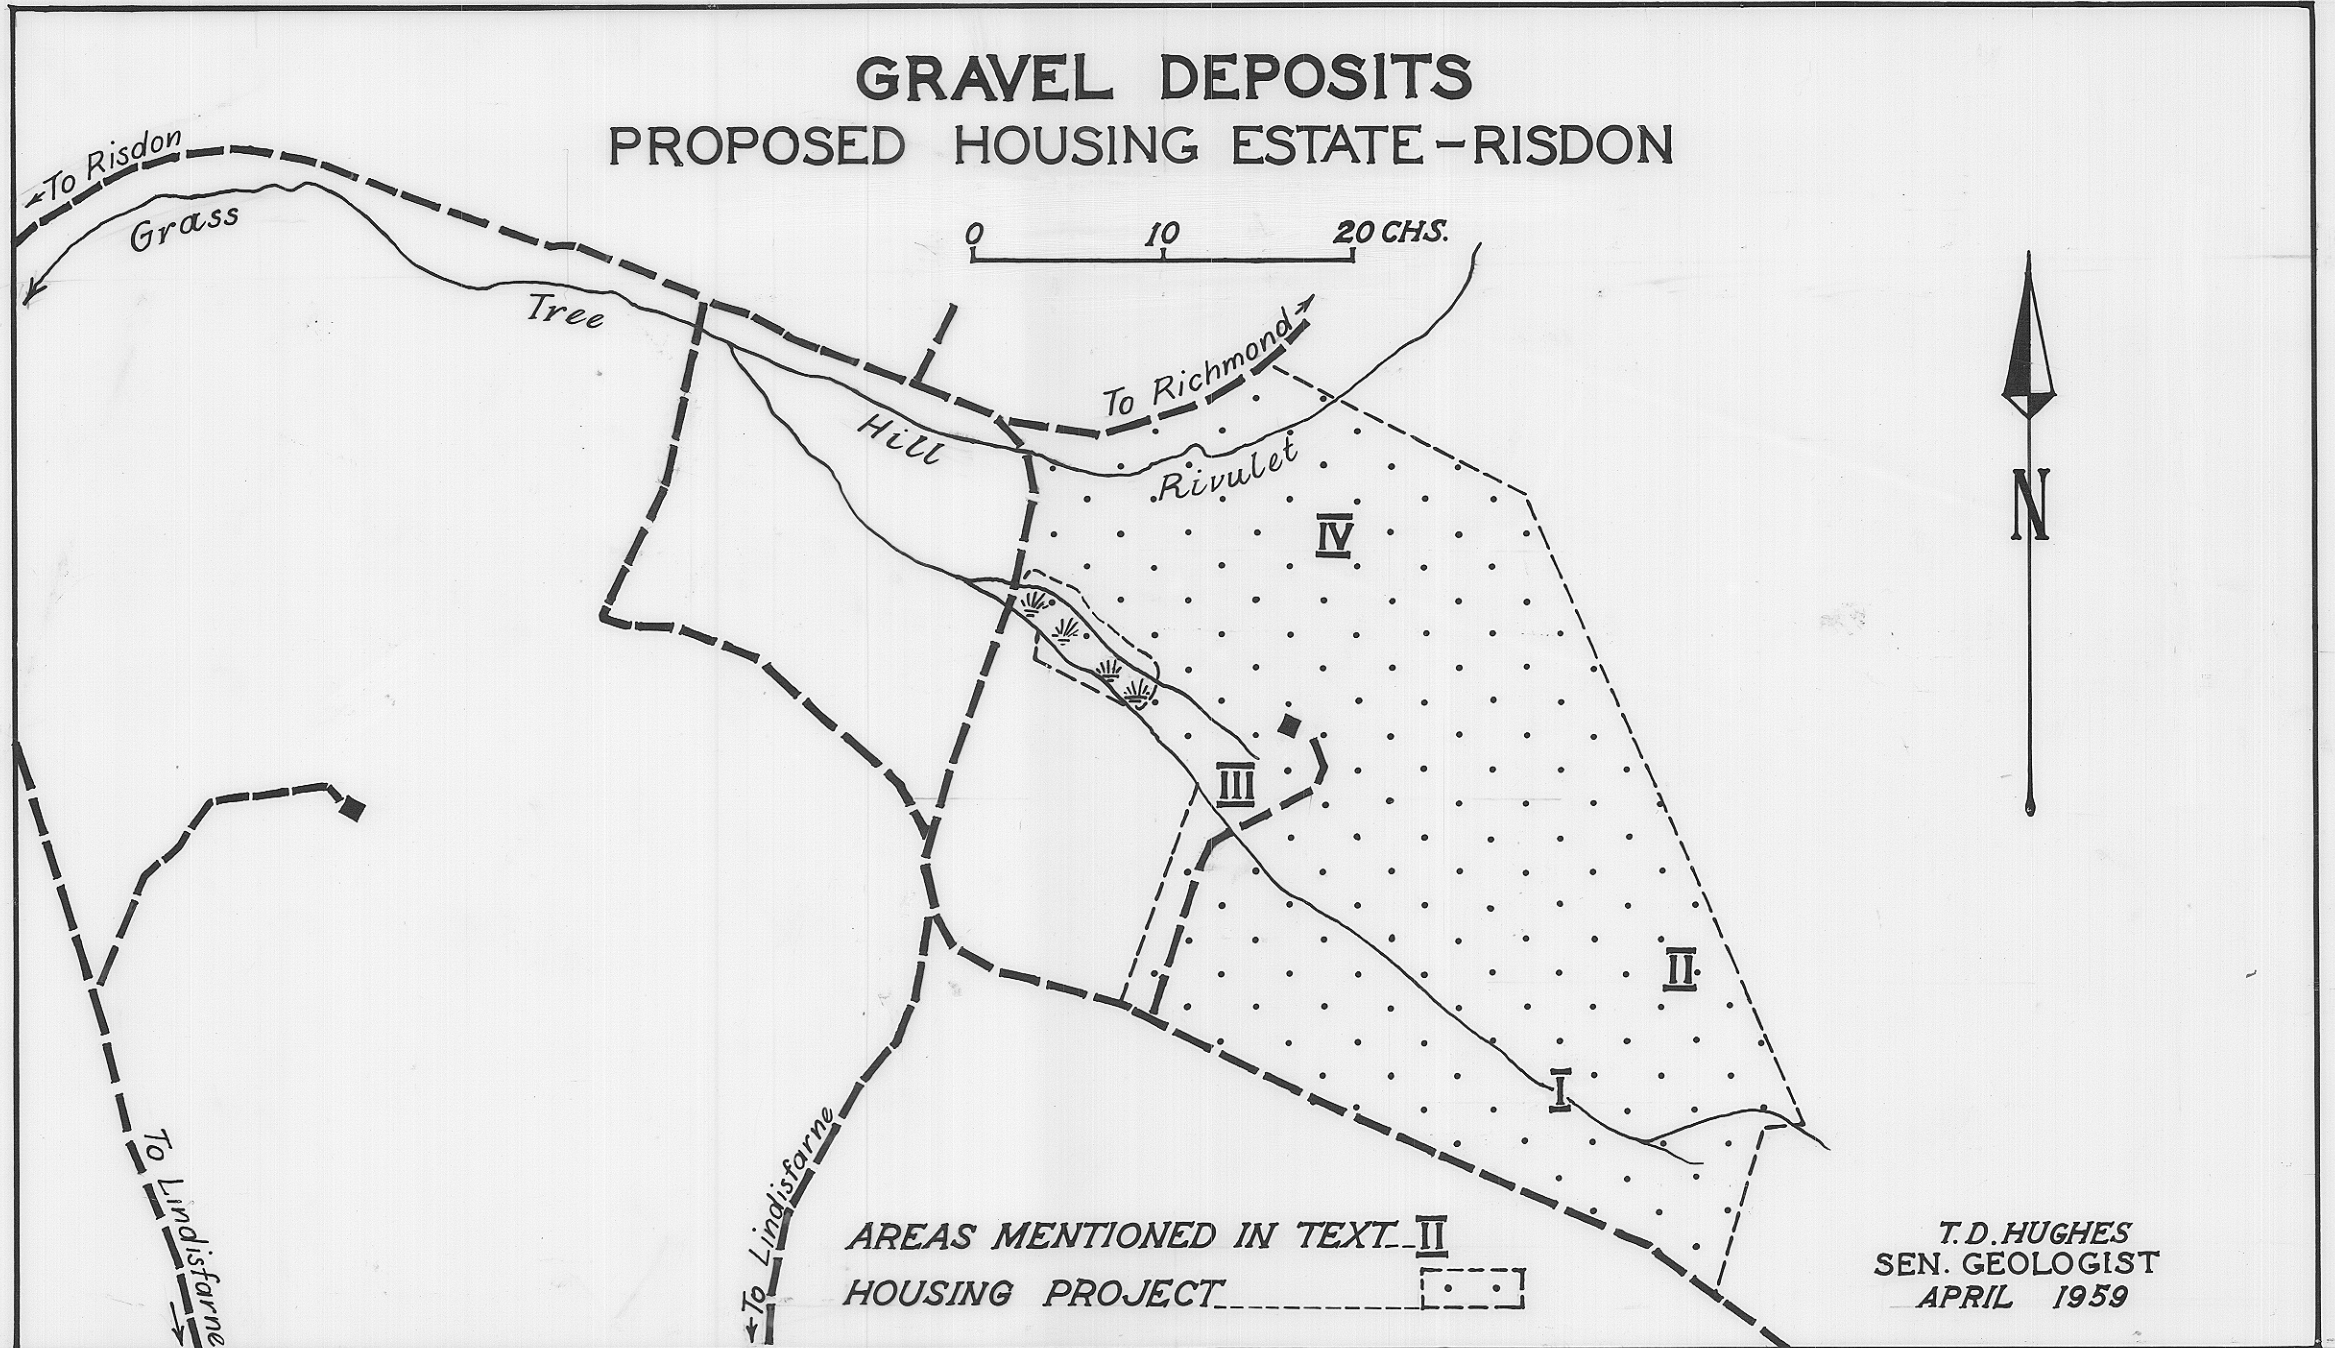 GRAVEL DEPOSITS
PROPOSED HOUSING ESTATE-RISDON
0 10 20 CHS.
To Risdon
Grass
Tree
Hill
Rivulet
To Richmond
N
IV
III
II
I
To Lindisfarne
To Lindisfarne
AREAS MENTIONED IN TEXT II
HOUSING PROJECT
T. D. HUGHES
SEN. GEOLOGIST
APRIL 1959